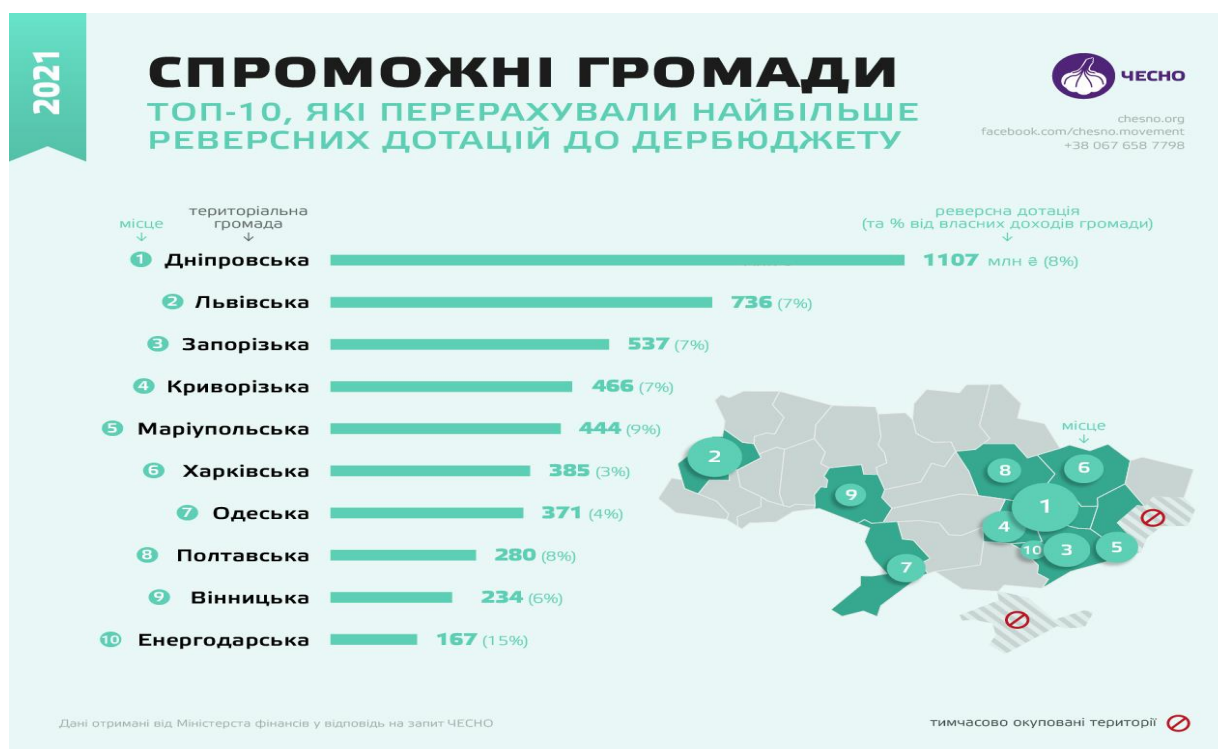 2021
СПРОМОЖНІ ГРОМАДИ
ТОП-10, ЯКІ ПЕРЕРАХУВАЛИ НАЙБІЛЬШЕ
РЕВЕРСНИХ ДОТАЦІЙ ДО ДЕРБЮДЖЕТУ
ЧЕСНО
chesno.org
facebook.com/chesno.movement
+38 067 658 7798
місце
територіальна
громада
реверсна дотація
(та % від власних доходів громади)
1 Дніпровська 1107 млн ₴ (8%)
2 Львівська 736 (7%)
3 Запорізька 537 (7%)
4 Криворізька 466 (7%)
5 Маріупольська 444 (9%)
6 Харківська 385 (3%)
7 Одеська 371 (4%)
8 Полтавська 280 (8%)
9 Вінницька 234 (6%)
10 Енергодарська 167 (15%)
місце
2
8
6
9
1
4
10
3
5
7
Дані отримані від Міністерста фінансів у відповідь на запит ЧЕСНО
тимчасово окуповані території